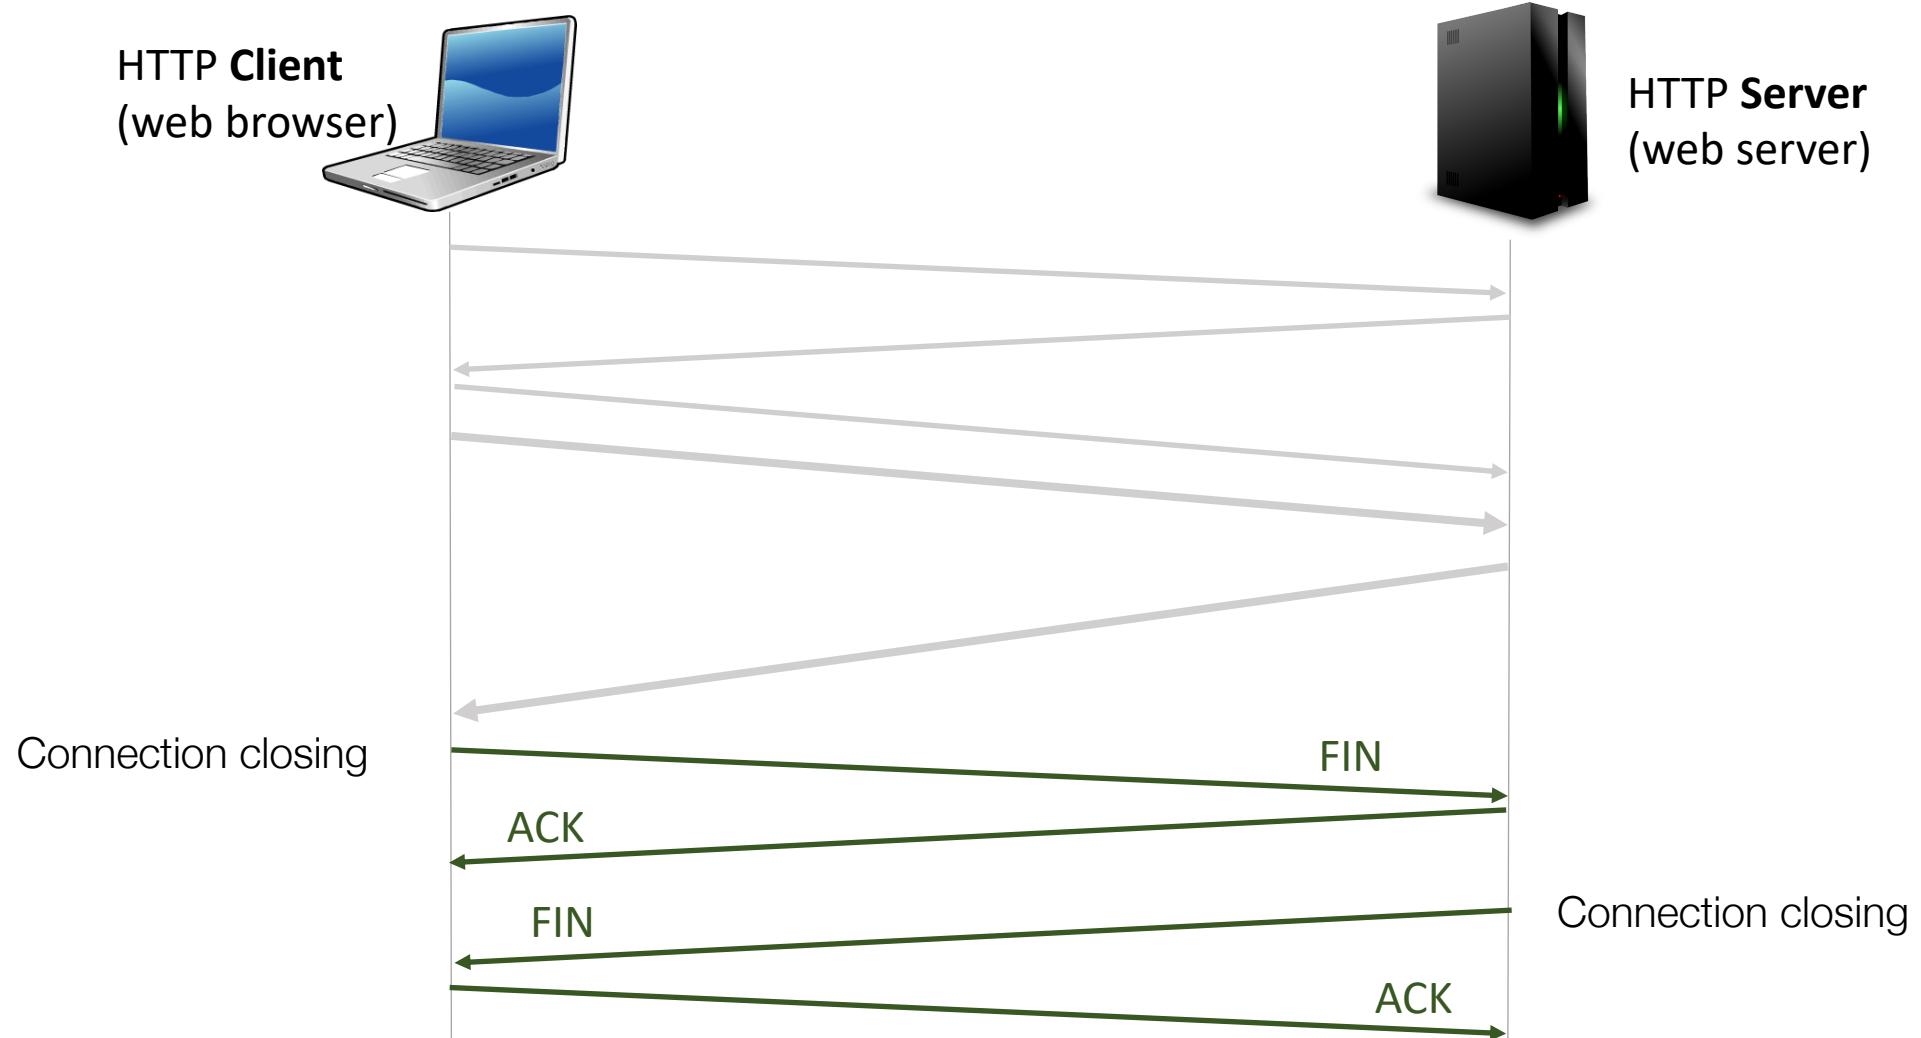 HTTP Client
(web browser)
HTTP Server
(web server)
Connection closing
FIN
ACK
FIN
Connection closing
ACK